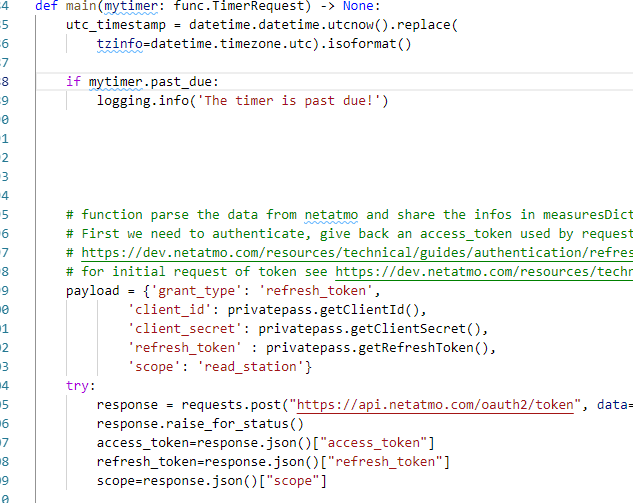 34 def main(mytimer: func.TimerRequest) -> None:
35 utc_timestamp = datetime.datetime.utcnow().replace(
36 tzinfo=datetime.timezone.utc).isoformat()
37
38 if mytimer.past_due:
39 logging.info('The timer is past due!')
0
1
2
3
4
5 # function parse the data from netatmo and share the infos in measuresDict
6 # First we need to authenticate, give back an access_token used by request
7 # https://dev.netatmo.com/resources/technical/guides/authentication/refres
8 # for initial request of token see https://dev.netatmo.com/resources/techn
9 payload = {'grant_type': 'refresh_token',
0 'client_id': privatepass.getClientId(),
1 'client_secret': privatepass.getClientSecret(),
2 'refresh_token' : privatepass.getRefreshToken(),
3 'scope': 'read_station'}
4 try:
5 response = requests.post("https://api.netatmo.com/oauth2/token", data=
6 response.raise_for_status()
7 access_token=response.json()["access_token"]
8 refresh_token=response.json()["refresh_token"]
9 scope=response.json()["scope"]
0